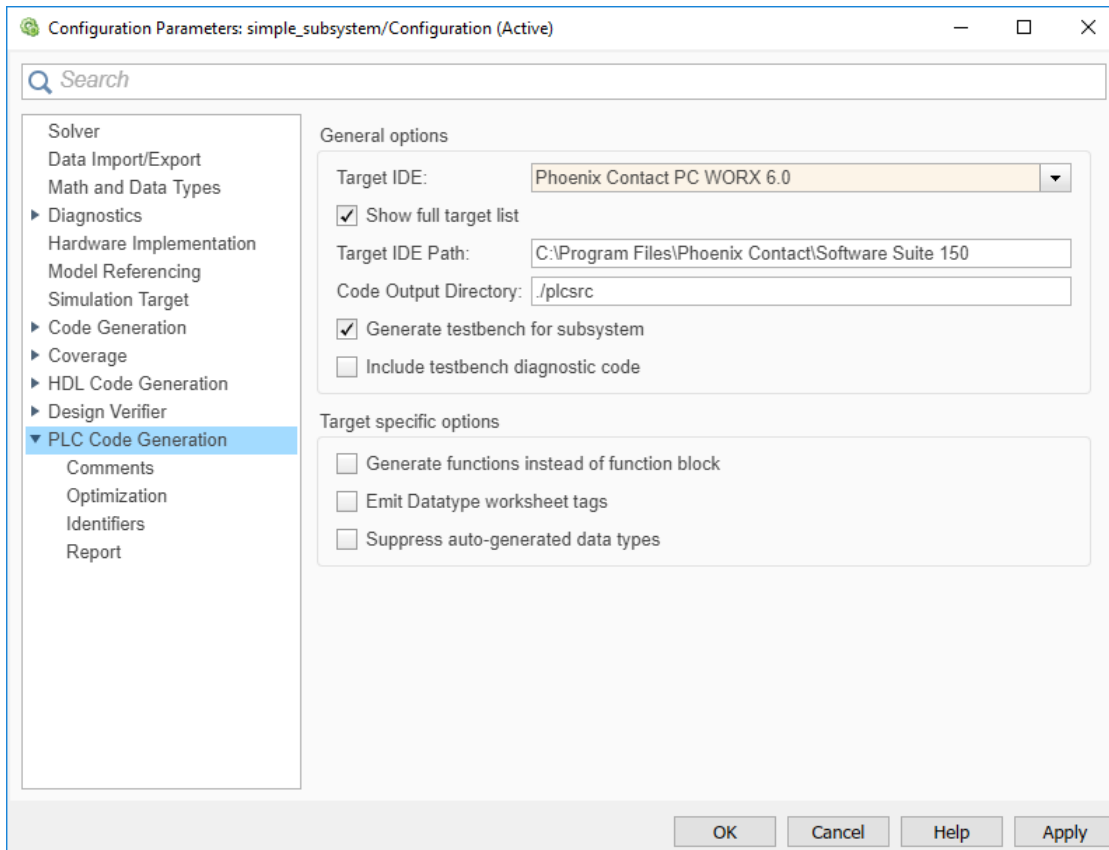 Configuration Parameters: simple_subsystem/Configuration (Active)
Search
Solver
Data Import/Export
Math and Data Types
Diagnostics
Hardware Implementation
Model Referencing
Simulation Target
Code Generation
Coverage
HDL Code Generation
Design Verifier
PLC Code Generation
Comments
Optimization
Identifiers
Report
General options
Target IDE: Phoenix Contact PC WORX 6.0
Show full target list
Target IDE Path: C:\Program Files\Phoenix Contact\Software Suite 150
Code Output Directory: ./plcsrc
Generate testbench for subsystem
Include testbench diagnostic code
Target specific options
Generate functions instead of function block
Emit Datatype worksheet tags
Suppress auto-generated data types
OK Cancel Help Apply